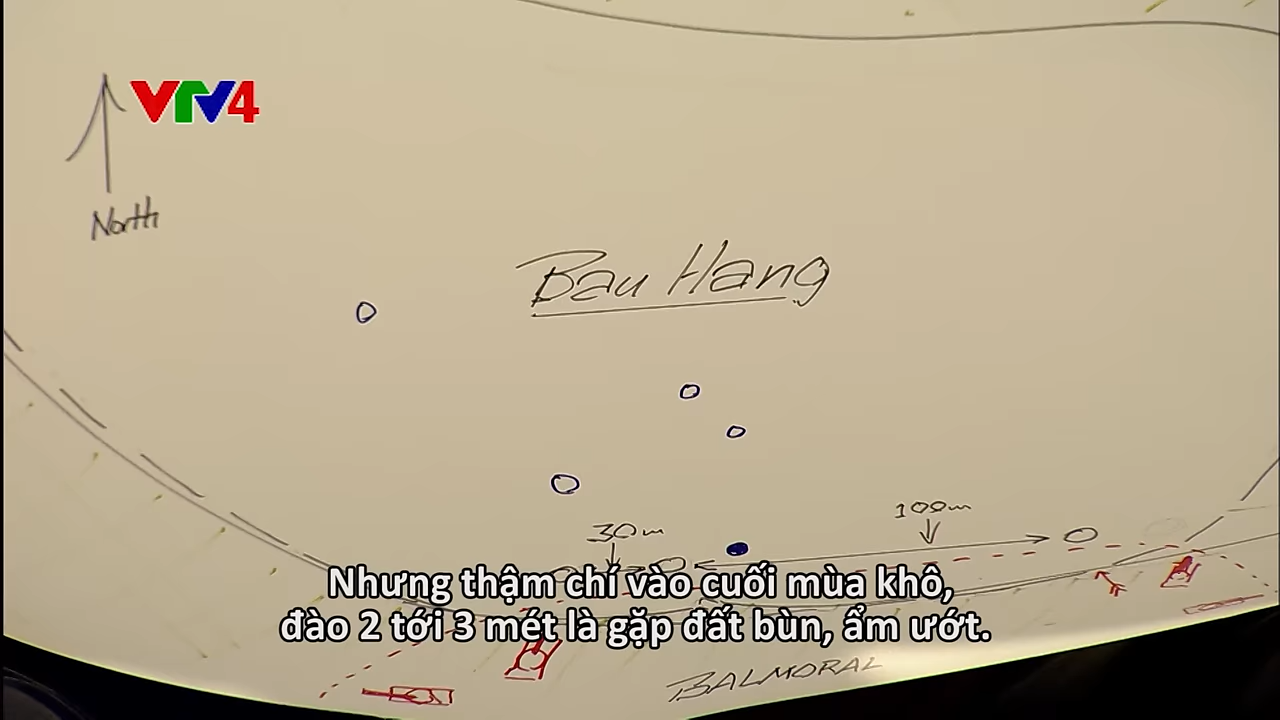 VTV4
North
Bau Hang
100m
30m
Nhưng thậm chí vào cuối mùa khô,
đào 2 tới 3 mét là gặp đất bùn, ẩm ướt.
BALMORAL